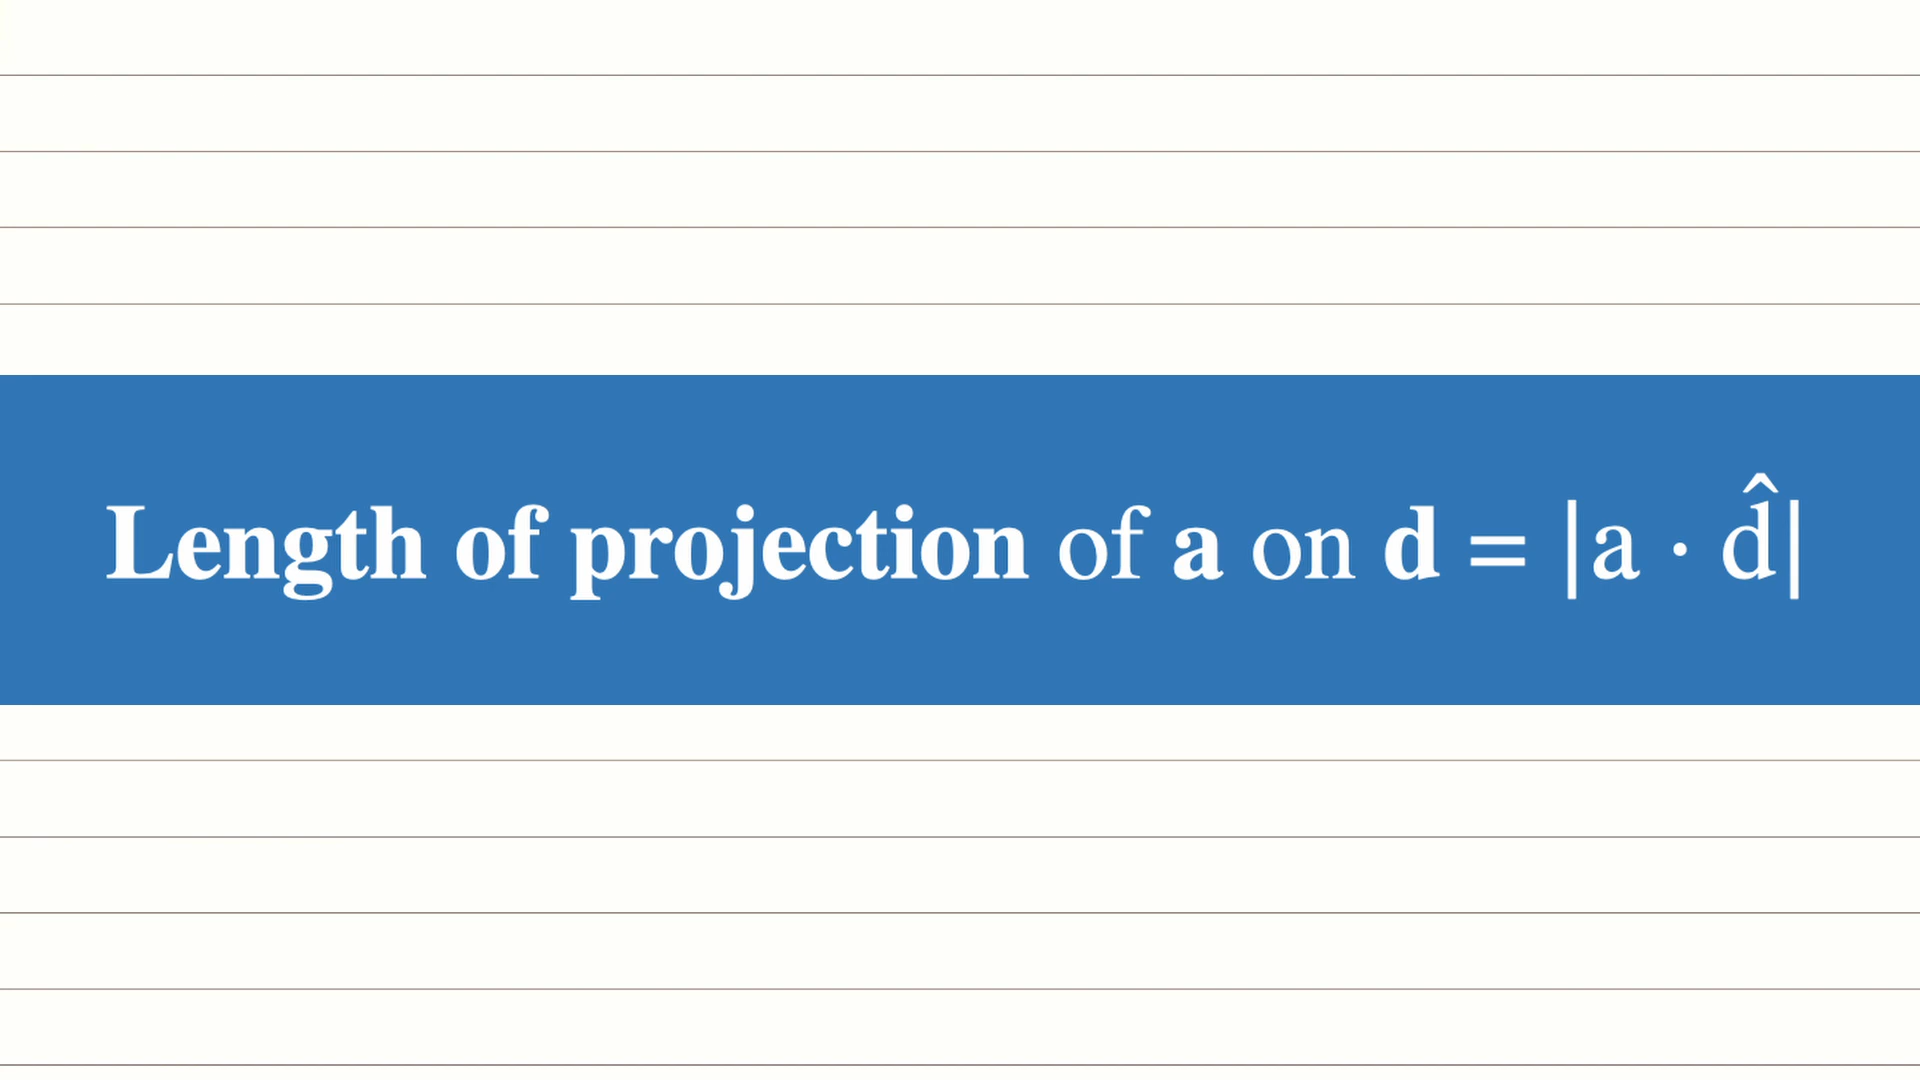 Length of projection of a on d = |a · d̂|